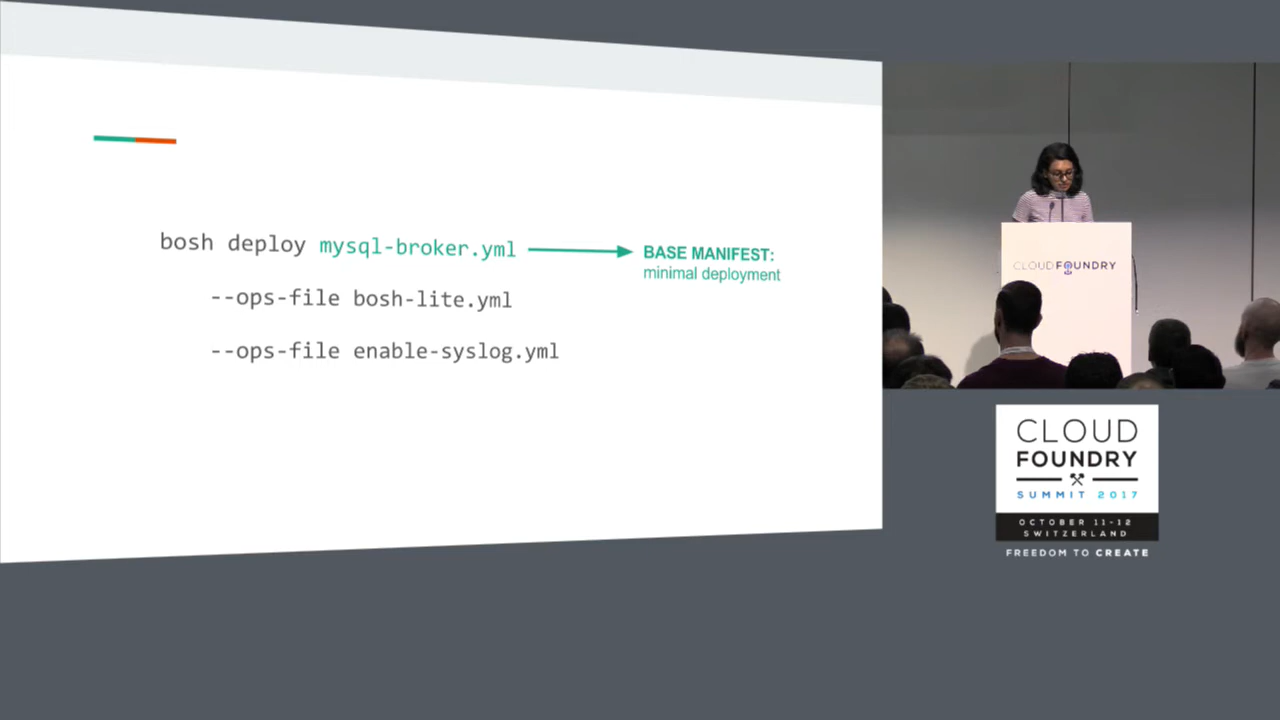 bosh deploy mysql-broker.yml
BASE MANIFEST:
minimal deployment
--ops-file bosh-lite.yml
--ops-file enable-syslog.yml
CLOUDFOUNDRY
CLOUD
FOUNDRY
SUMMIT 2017
OCTOBER 11-12
SWITZERLAND
FREEDOM TO CREATE